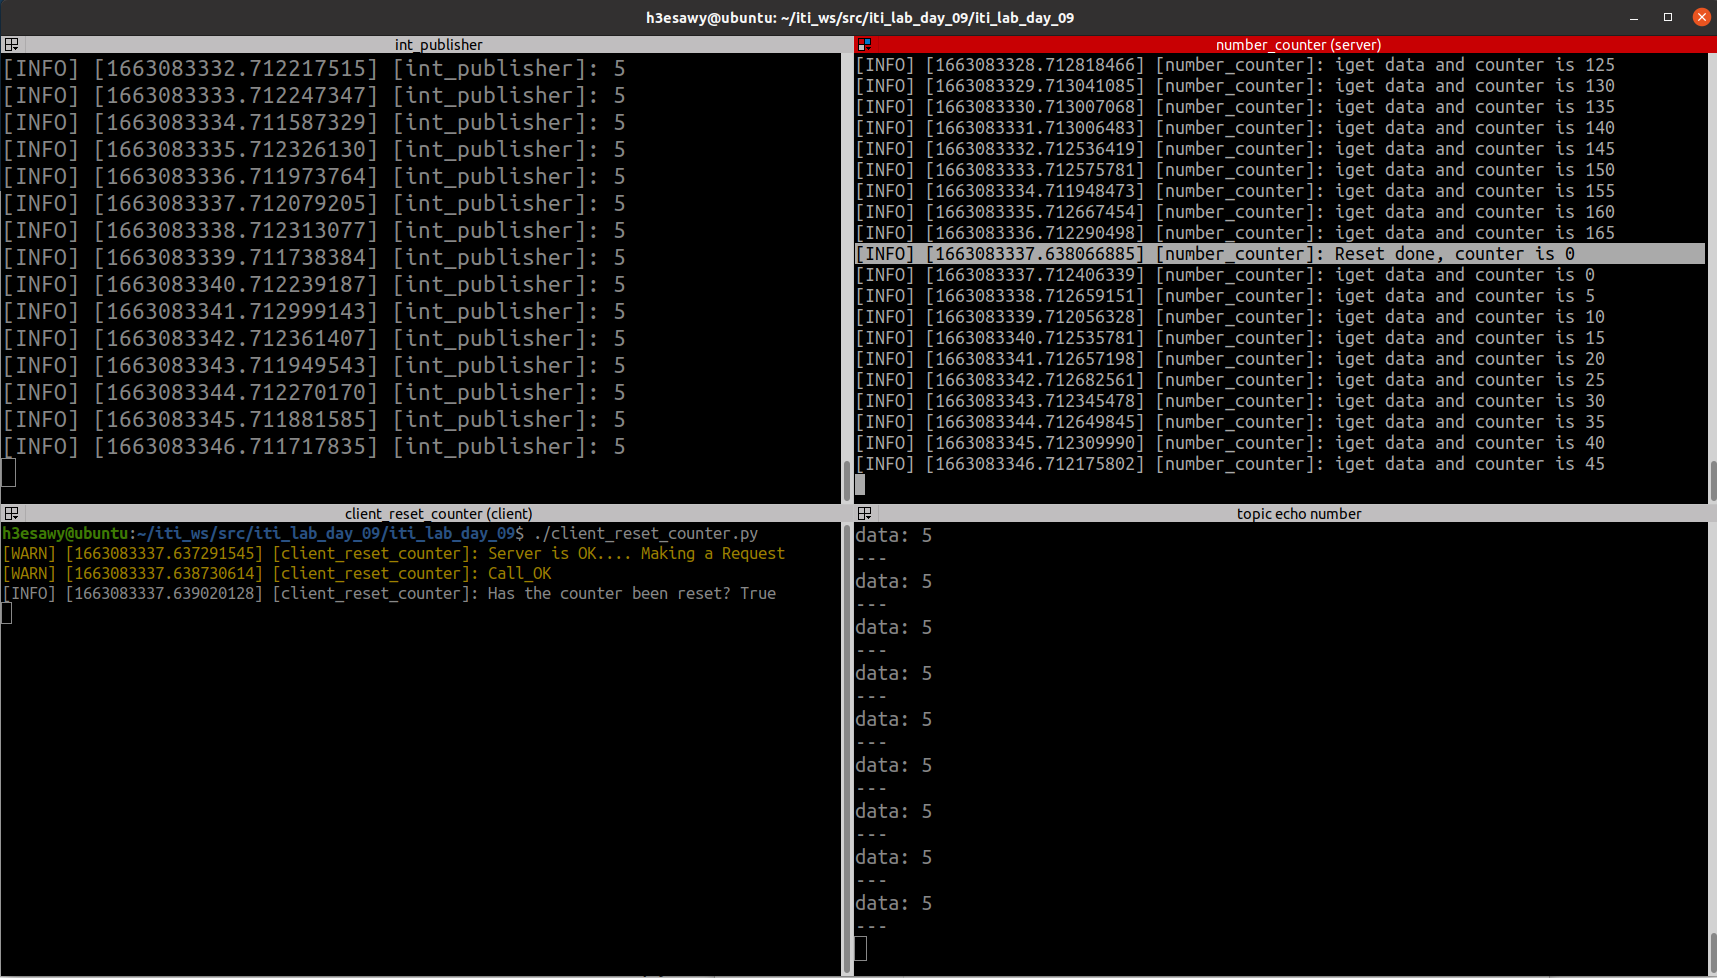 h3esawy@ubuntu: ~/iti_ws/src/iti_lab_day_09/iti_lab_day_09
int_publisher
[INFO] [1663083332.712217515] [int_publisher]: 5
[INFO] [1663083333.712247347] [int_publisher]: 5
[INFO] [1663083334.711587329] [int_publisher]: 5
[INFO] [1663083335.712326130] [int_publisher]: 5
[INFO] [1663083336.711973764] [int_publisher]: 5
[INFO] [1663083337.712079205] [int_publisher]: 5
[INFO] [1663083338.712313077] [int_publisher]: 5
[INFO] [1663083339.711738384] [int_publisher]: 5
[INFO] [1663083340.712239187] [int_publisher]: 5
[INFO] [1663083341.712999143] [int_publisher]: 5
[INFO] [1663083342.712361407] [int_publisher]: 5
[INFO] [1663083343.711949543] [int_publisher]: 5
[INFO] [1663083344.712270170] [int_publisher]: 5
[INFO] [1663083345.711881585] [int_publisher]: 5
[INFO] [1663083346.711717835] [int_publisher]: 5
number_counter (server)
[INFO] [1663083328.712818466] [number_counter]: iget data and counter is 125
[INFO] [1663083329.713041085] [number_counter]: iget data and counter is 130
[INFO] [1663083330.713007068] [number_counter]: iget data and counter is 135
[INFO] [1663083331.713006483] [number_counter]: iget data and counter is 140
[INFO] [1663083332.712536419] [number_counter]: iget data and counter is 145
[INFO] [1663083333.712575781] [number_counter]: iget data and counter is 150
[INFO] [1663083334.711948473] [number_counter]: iget data and counter is 155
[INFO] [1663083335.712667454] [number_counter]: iget data and counter is 160
[INFO] [1663083336.712290498] [number_counter]: iget data and counter is 165
[INFO] [1663083337.638066885] [number_counter]: Reset done, counter is 0
[INFO] [1663083337.712406339] [number_counter]: iget data and counter is 0
[INFO] [1663083338.712659151] [number_counter]: iget data and counter is 5
[INFO] [1663083339.712056328] [number_counter]: iget data and counter is 10
[INFO] [1663083340.712535781] [number_counter]: iget data and counter is 15
[INFO] [1663083341.712657198] [number_counter]: iget data and counter is 20
[INFO] [1663083342.712682561] [number_counter]: iget data and counter is 25
[INFO] [1663083343.712345478] [number_counter]: iget data and counter is 30
[INFO] [1663083344.712649845] [number_counter]: iget data and counter is 35
[INFO] [1663083345.712309990] [number_counter]: iget data and counter is 40
[INFO] [1663083346.712175802] [number_counter]: iget data and counter is 45
client_reset_counter (client)
h3esawy@ubuntu:~/iti_ws/src/iti_lab_day_09/iti_lab_day_09$ ./client_reset_counter.py
[WARN] [1663083337.637291545] [client_reset_counter]: Server is OK.... Making a Request
[WARN] [1663083337.638730614] [client_reset_counter]: Call_OK
[INFO] [1663083337.639020128] [client_reset_counter]: Has the counter been reset? True
topic echo number
data: 5
---
data: 5
---
data: 5
---
data: 5
---
data: 5
---
data: 5
---
data: 5
---
data: 5
---
data: 5
---